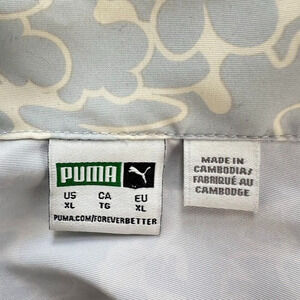 PUMA
US CA EU
XL TG XL
PUMA.COM/FOREVERBETTER
MADE IN
CAMBODIA/
FABRIQUÉ AU
CAMBODGE